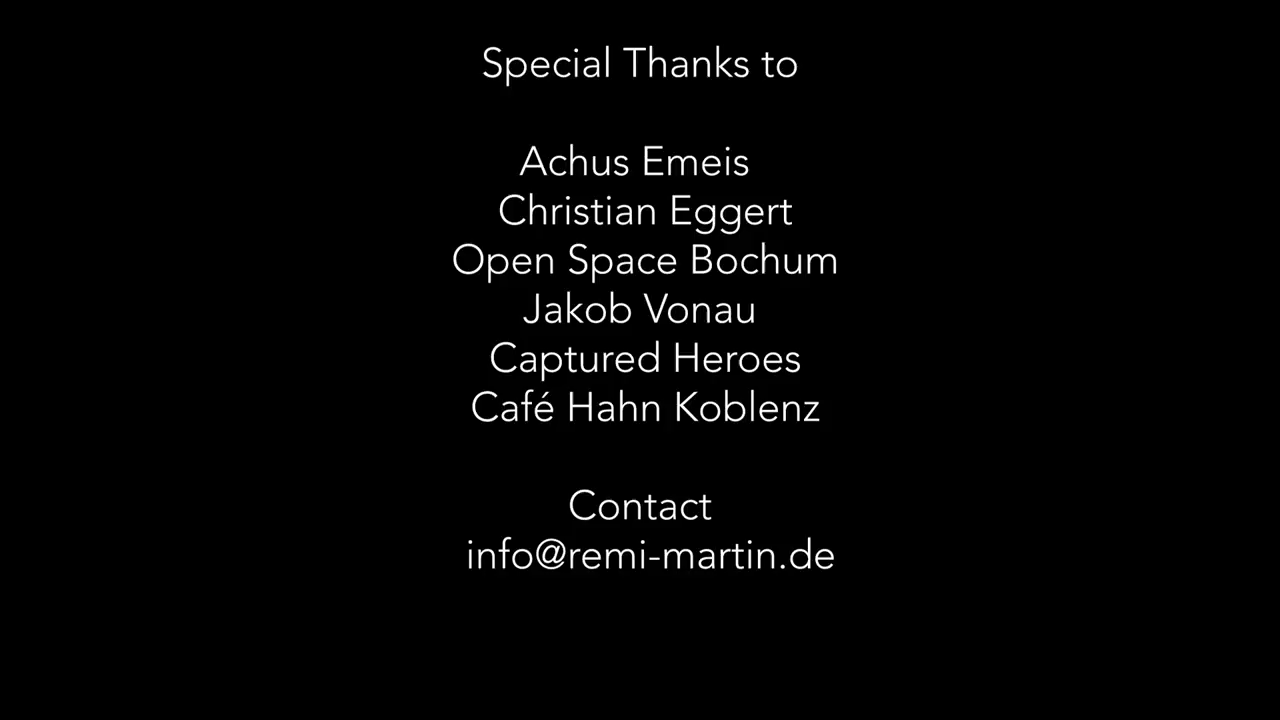 Special Thanks to
Achus Emeis
Christian Eggert
Open Space Bochum
Jakob Vonau
Captured Heroes
Café Hahn Koblenz
Contact
info@remi-martin.de